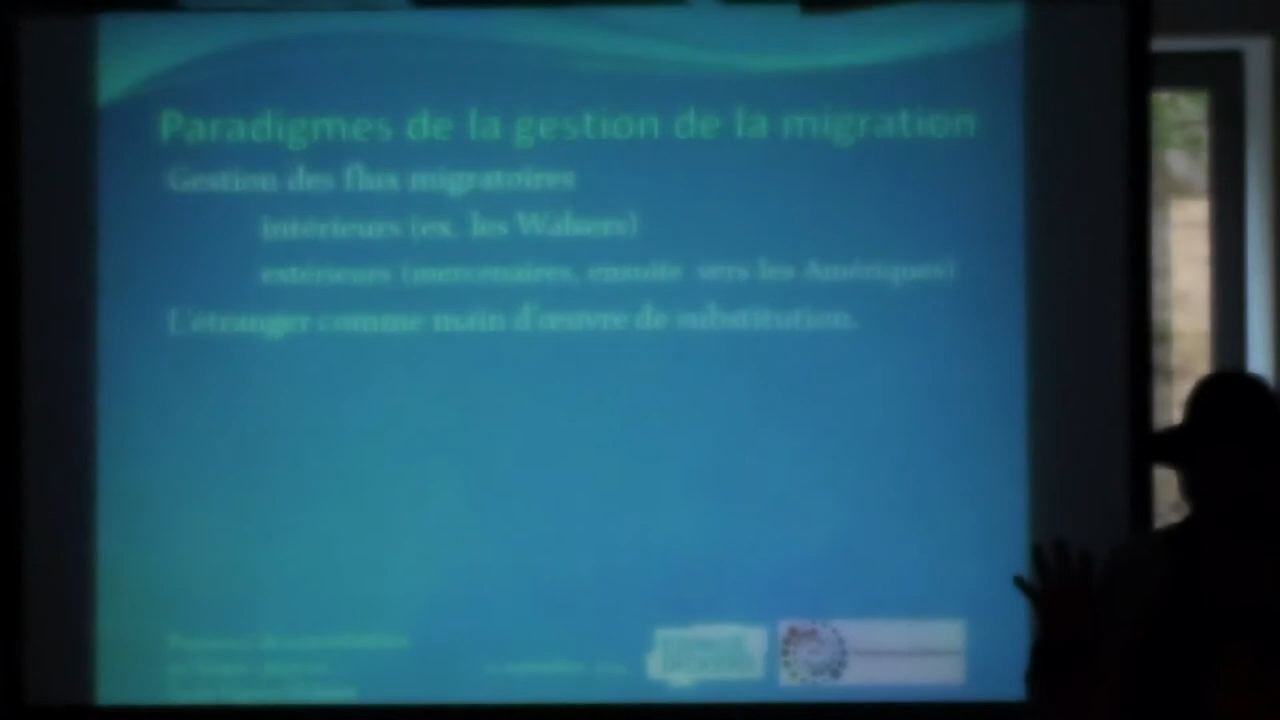 Paradigmes de la gestion de la migration
Gestion des flux migratoires
intérieurs (ex. les Walsers)
extérieurs (mercenaires, ensuite vers les Amériques)
L'étranger comme main d'œuvre de substitution.